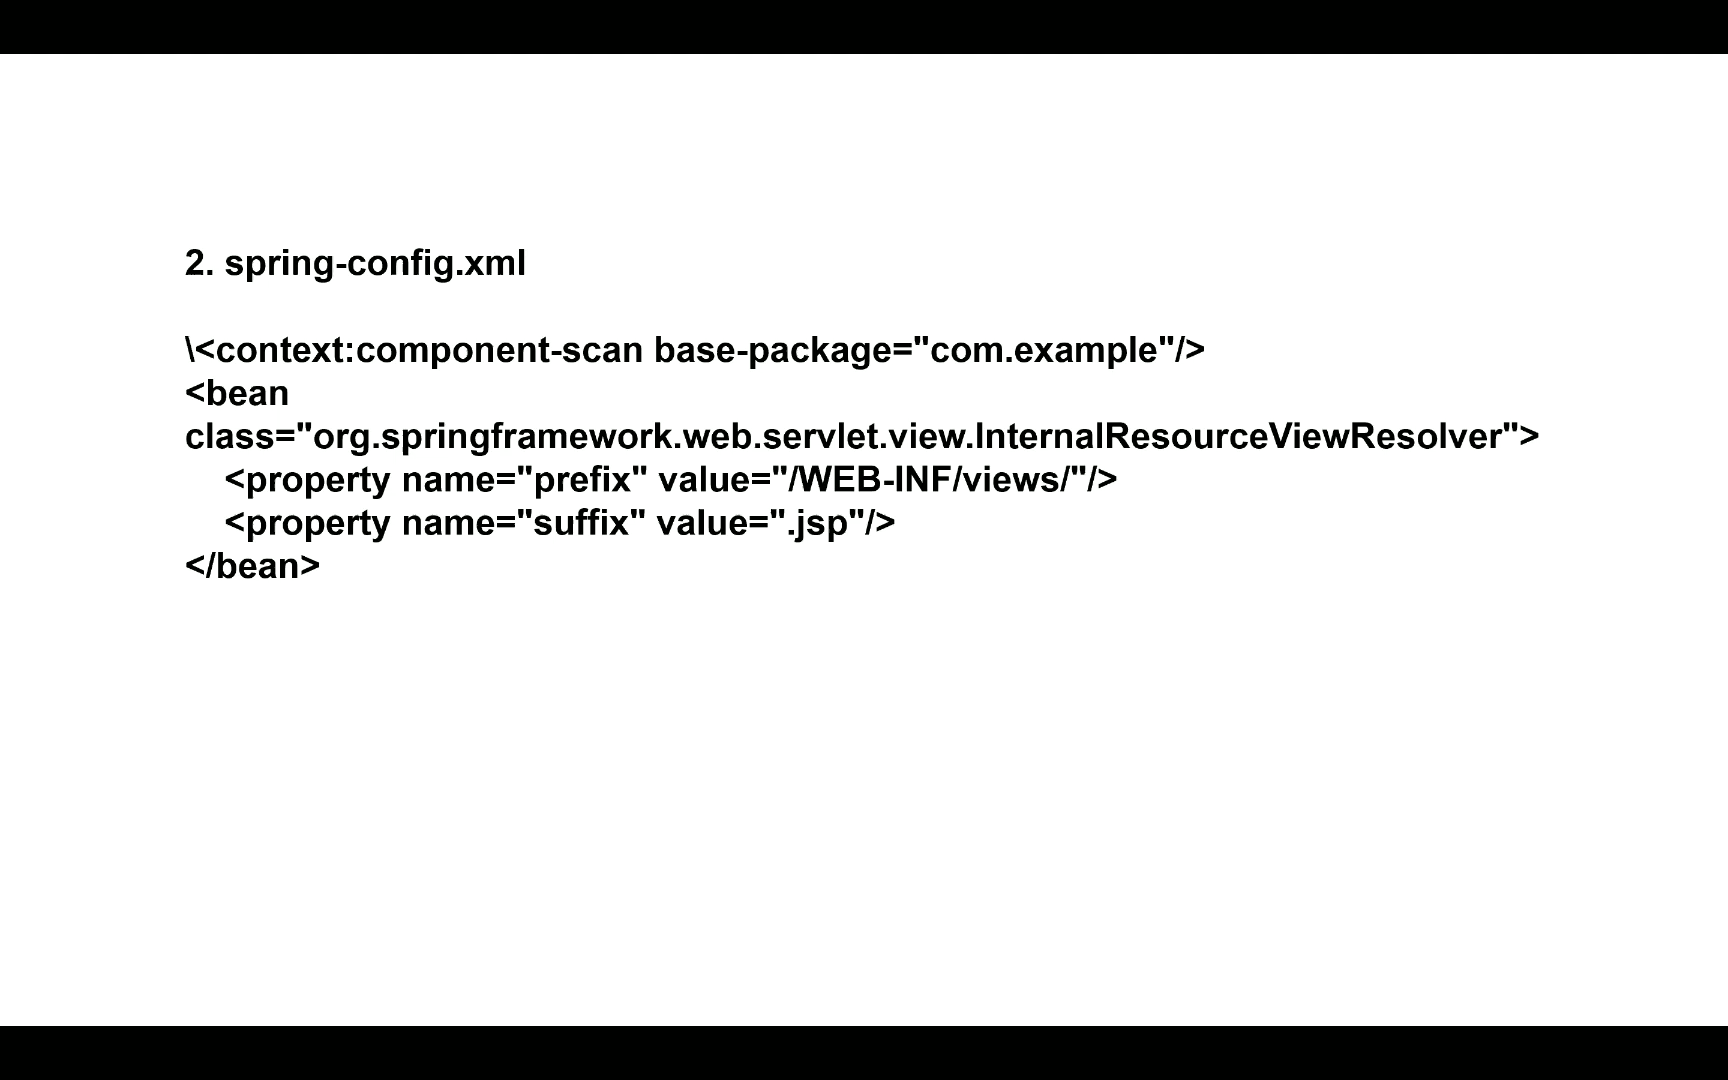 2. spring-config.xml
\<context:component-scan base-package="com.example"/>
<bean
class="org.springframework.web.servlet.view.InternalResourceViewResolver">
<property name="prefix" value="/WEB-INF/views/"/>
<property name="suffix" value=".jsp"/>
</bean>